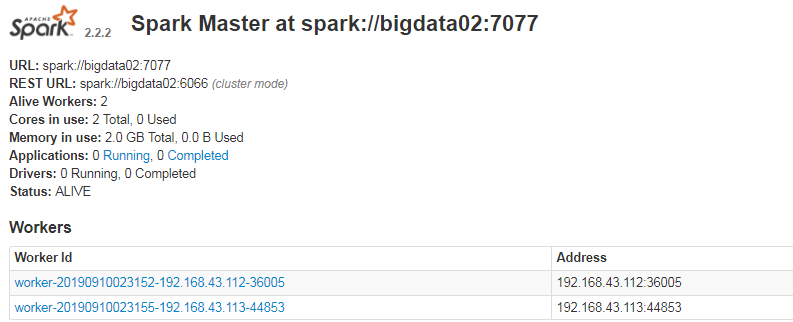 APACHE
Spark 2.2.2 Spark Master at spark://bigdata02:7077
URL: spark://bigdata02:7077
REST URL: spark://bigdata02:6066 (cluster mode)
Alive Workers: 2
Cores in use: 2 Total, 0 Used
Memory in use: 2.0 GB Total, 0.0 B Used
Applications: 0 Running, 0 Completed
Drivers: 0 Running, 0 Completed
Status: ALIVE
Workers
Worker Id Address
worker-20190910023152-192.168.43.112-36005 192.168.43.112:36005
worker-20190910023155-192.168.43.113-44853 192.168.43.113:44853